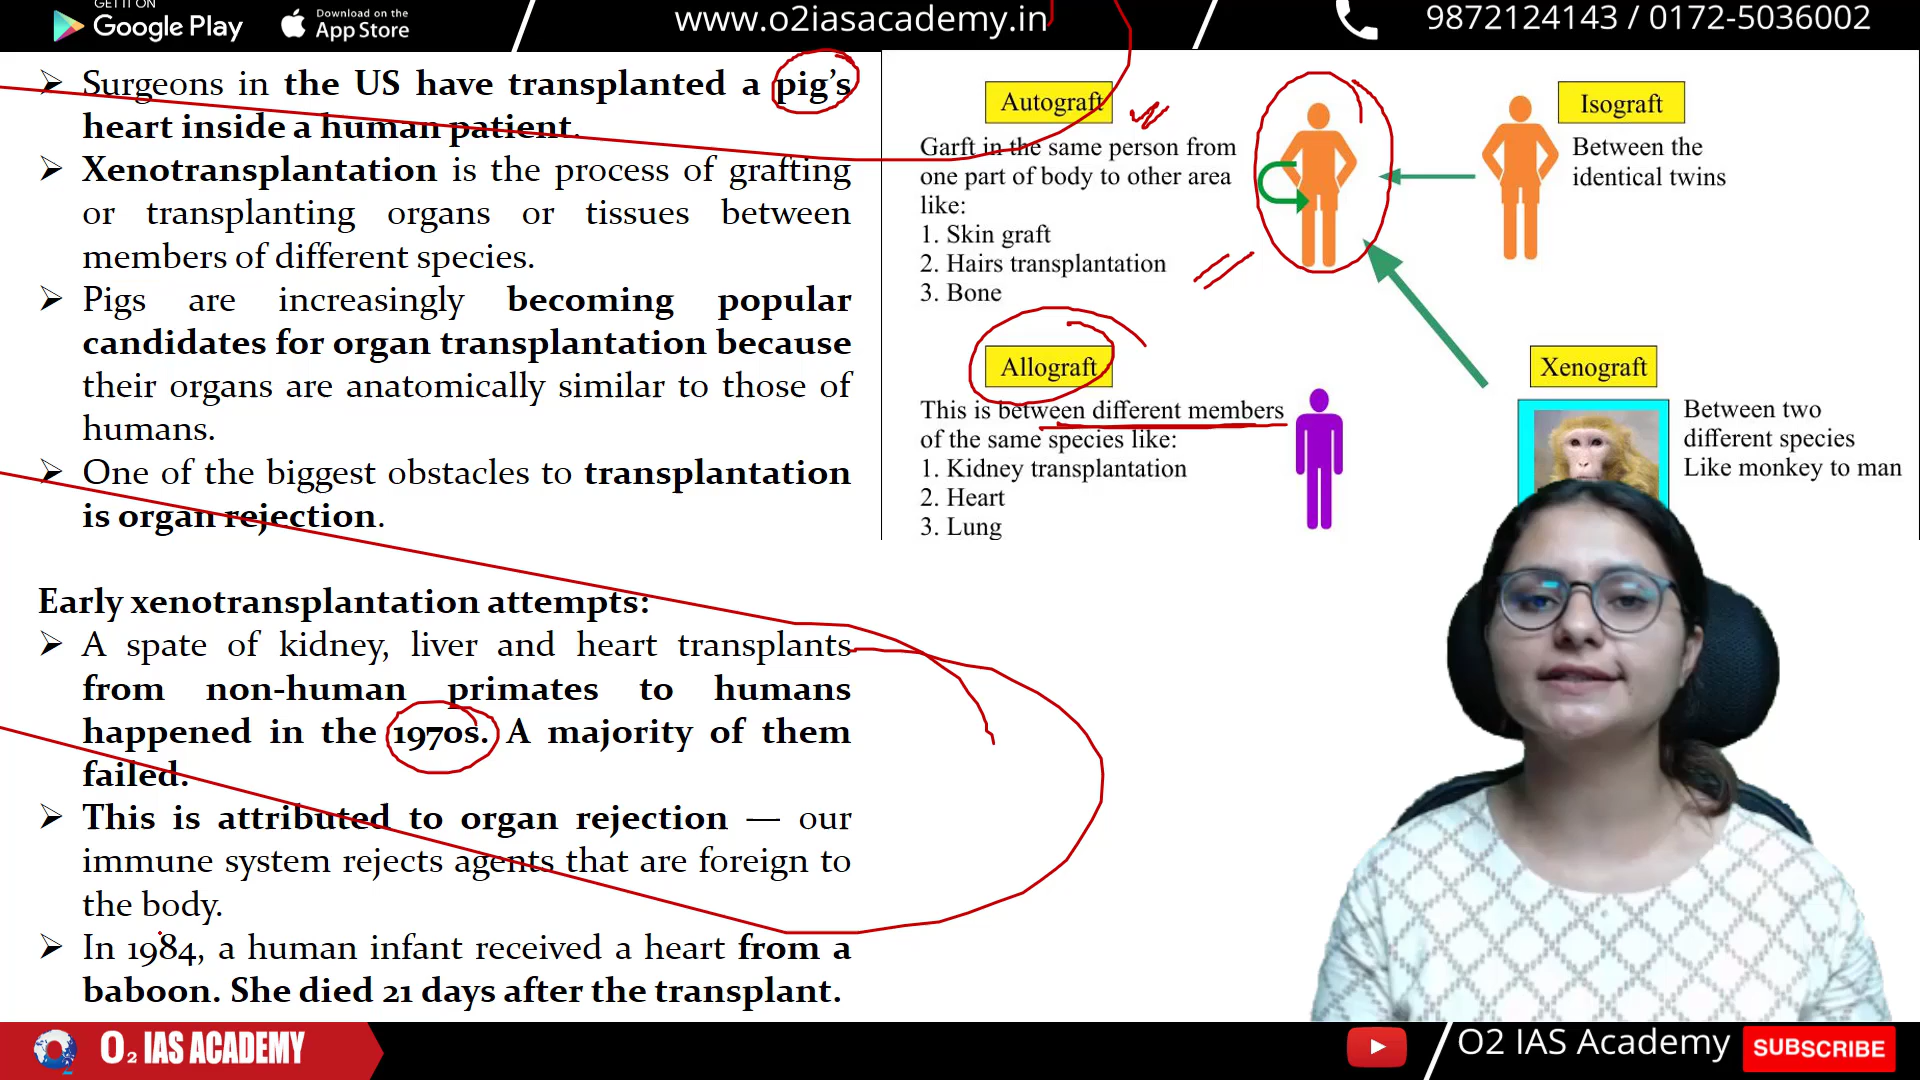 GET IT ON
Google Play
Download on the
App Store
www.o2iasacademy.in
9872124143 / 0172-5036002
➢ Surgeons in the US have transplanted a pig's
heart inside a human patient.
➢ Xenotransplantation is the process of grafting
or transplanting organs or tissues between
members of different species.
➢ Pigs are increasingly becoming popular
candidates for organ transplantation because
their organs are anatomically similar to those of
humans.
➢ One of the biggest obstacles to transplantation
is organ rejection.
Early xenotransplantation attempts:
➢ A spate of kidney, liver and heart transplants
from non-human primates to humans
happened in the 1970s. A majority of them
failed.
➢ This is attributed to organ rejection — our
immune system rejects agents that are foreign to
the body.
➢ In 1984, a human infant received a heart from a
baboon. She died 21 days after the transplant.
Autograft
Garft in the same person from
one part of body to other area
like:
1. Skin graft
2. Hairs transplantation
3. Bone
Isograft
Between the
identical twins
Allograft
This is between different members
of the same species like:
1. Kidney transplantation
2. Heart
3. Lung
Xenograft
Between two
different species
Like monkey to man
O2 IAS ACADEMY
O2 IAS Academy
SUBSCRIBE